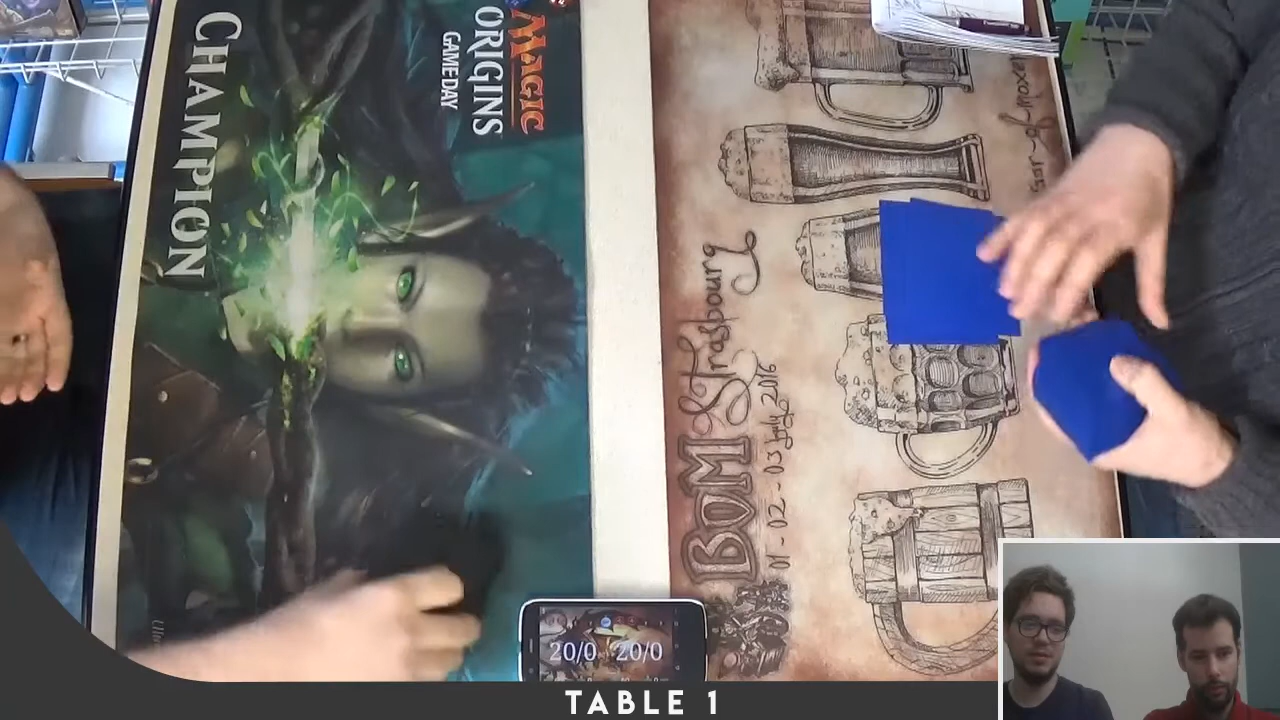 CHAMPION
MAGIC
ORIGINS
GAMEDAY
BOM Strasbourg
01-02-03 July 2016
20/0 20/0
TABLE 1